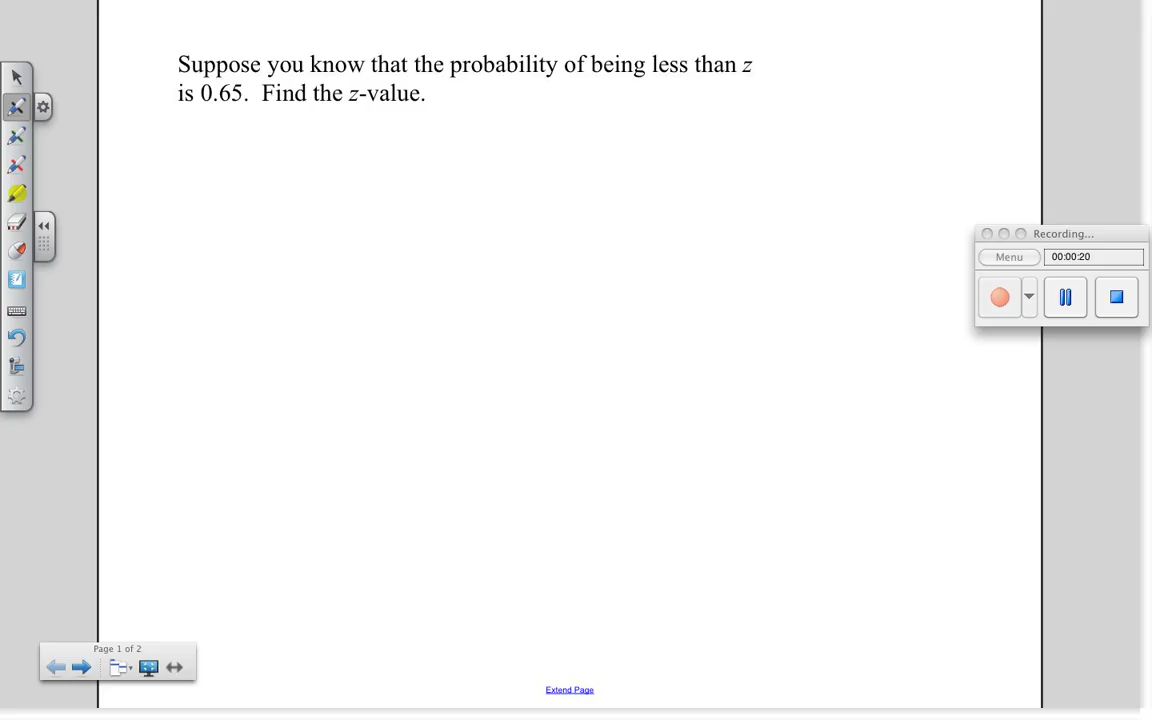 Suppose you know that the probability of being less than z
is 0.65. Find the z-value.
Recording...
Menu
00:00:20
Page 1 of 2
Extend Page